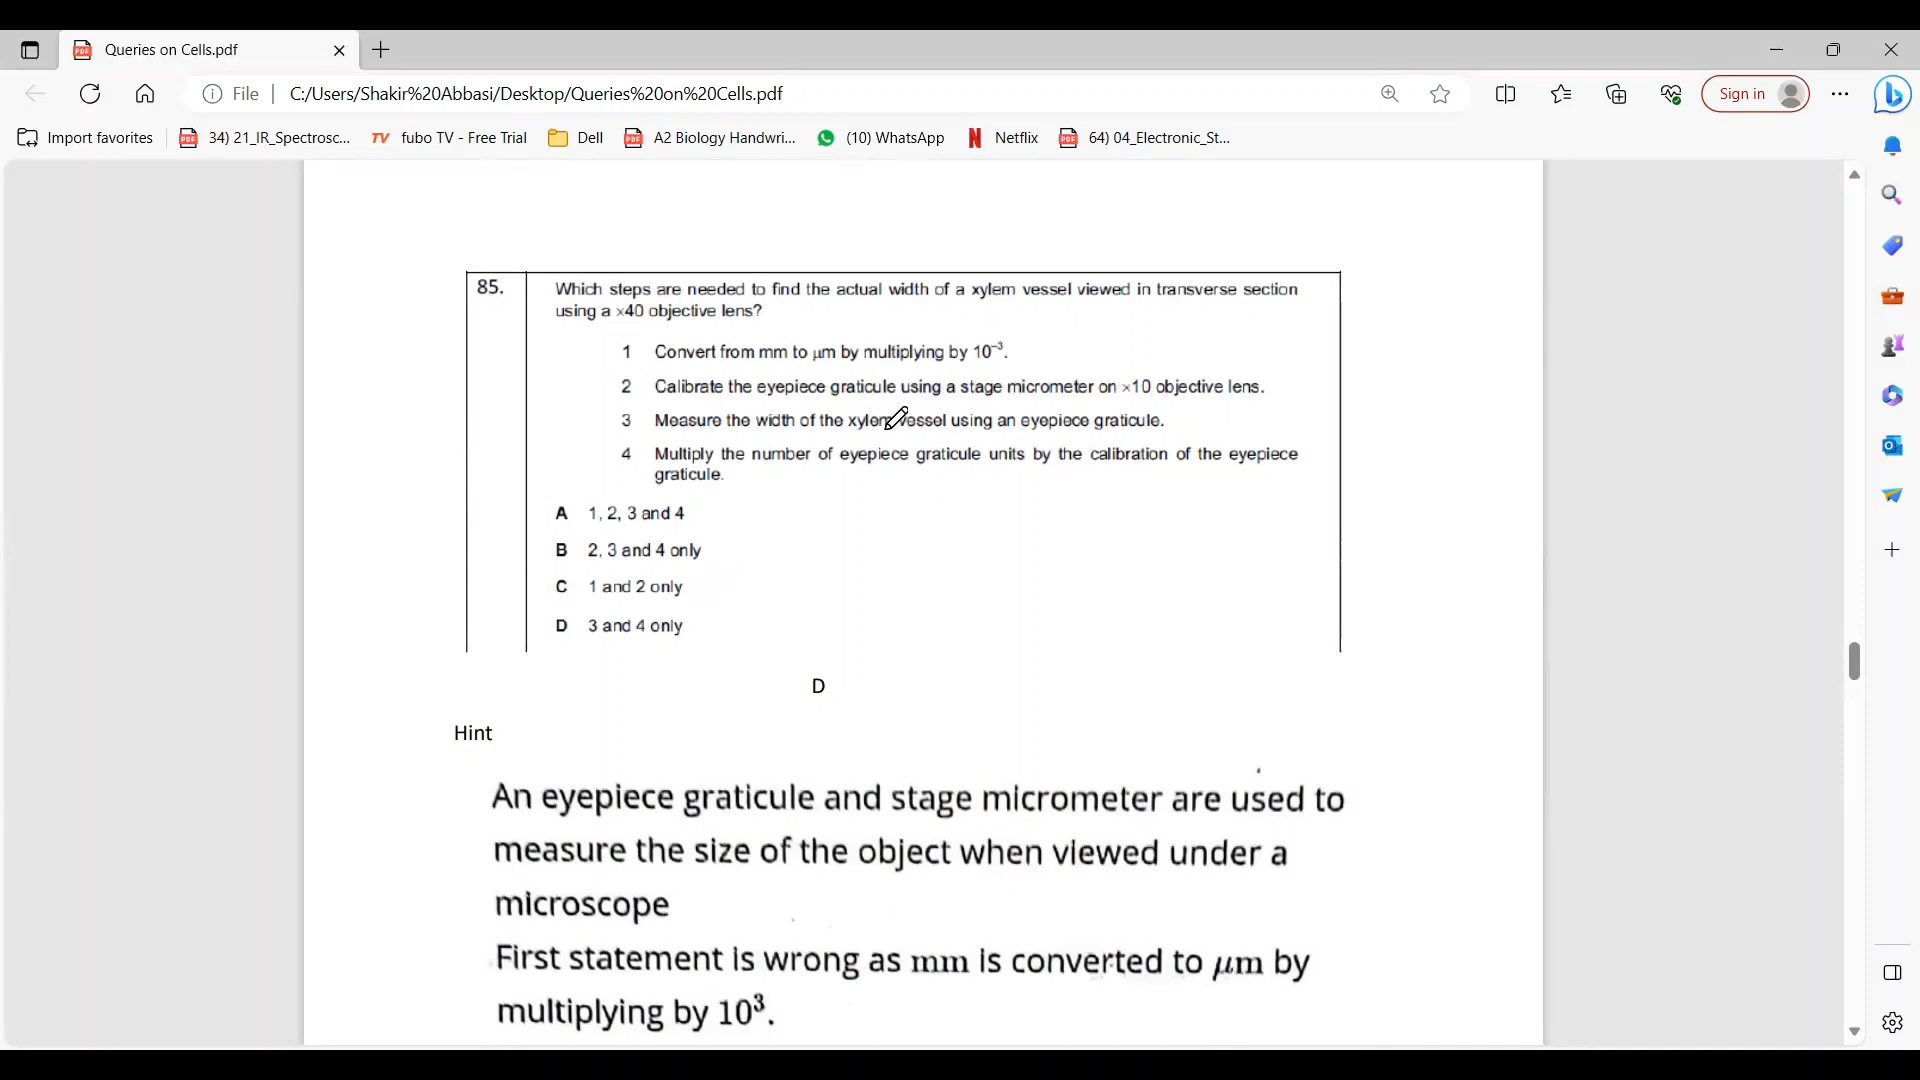 Queries on Cells.pdf
File
C:/Users/Shakir%20Abbasi/Desktop/Queries%20on%20Cells.pdf
Sign in
Import favorites
34) 21_IR_Spectrosc...
TV fubo TV - Free Trial
Dell
A2 Biology Handwri...
(10) WhatsApp
N Netflix
64) 04_Electronic_St...
85. Which steps are needed to find the actual width of a xylem vessel viewed in transverse section
using a ×40 objective lens?
1 Convert from mm to µm by multiplying by 10⁻³.
2 Calibrate the eyepiece graticule using a stage micrometer on ×10 objective lens.
3 Measure the width of the xylem vessel using an eyepiece graticule.
4 Multiply the number of eyepiece graticule units by the calibration of the eyepiece
graticule.
A 1, 2, 3 and 4
B 2, 3 and 4 only
C 1 and 2 only
D 3 and 4 only
D
Hint
An eyepiece graticule and stage micrometer are used to
measure the size of the object when viewed under a
microscope
First statement is wrong as mm is converted to µm by
multiplying by 10³.